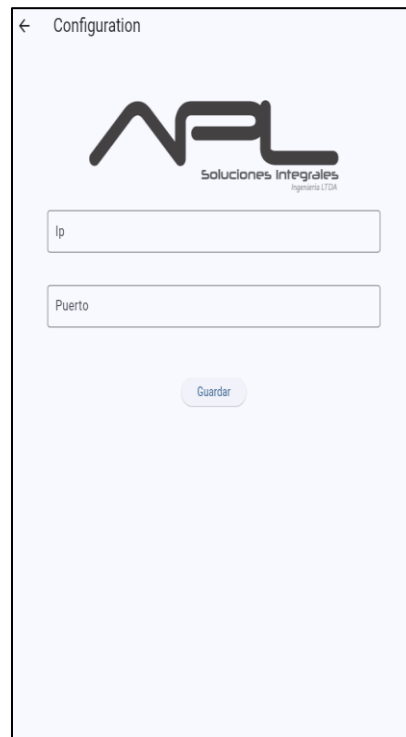 Configuration
APL
Soluciones Integrales
Ingeniería LTDA
Ip
Puerto
Guardar